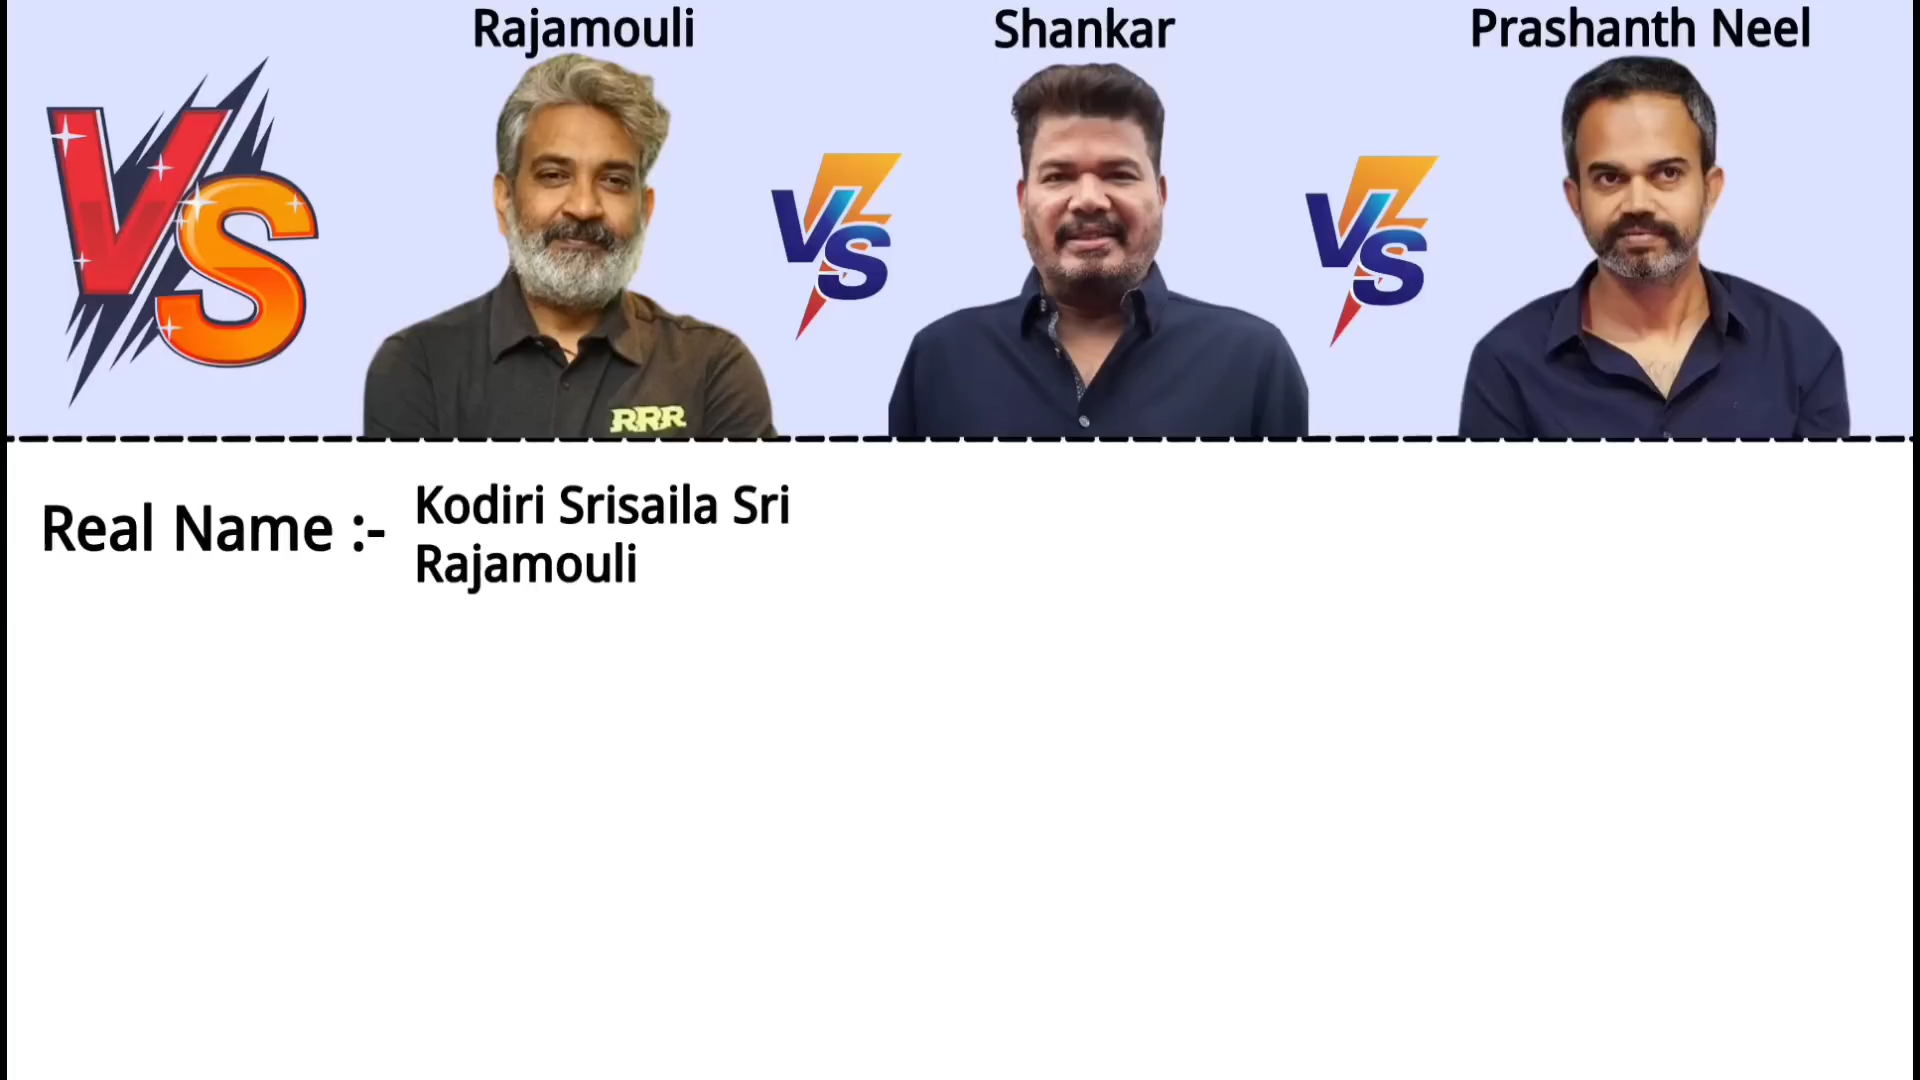 Rajamouli
Shankar
Prashanth Neel
VS
VS
VS
RRR
Real Name :-
Kodiri Srisaila Sri
Rajamouli